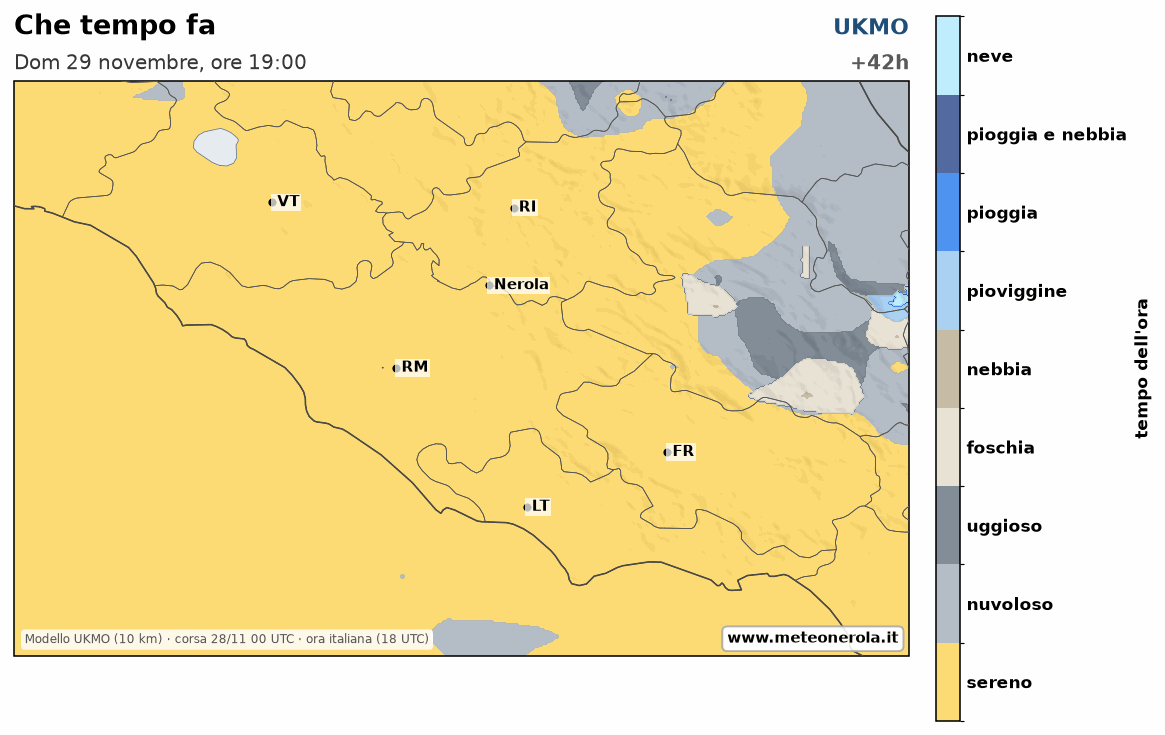 Che tempo fa
UKMO
Dom 29 novembre, ore 19:00
+42h
VT
RI
Nerola
RM
FR
LT
Modello UKMO (10 km) · corsa 28/11 00 UTC · ora italiana (18 UTC)
www.meteonerola.it
neve
pioggia e nebbia
pioggia
pioviggine
nebbia
foschia
uggioso
nuvoloso
sereno
tempo dell'ora